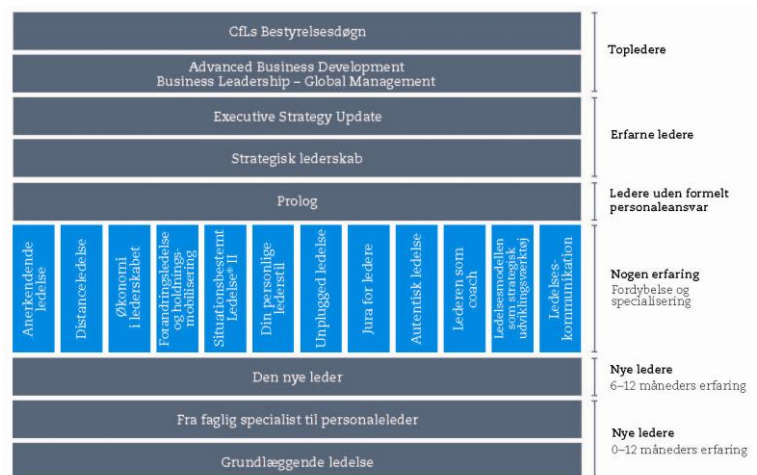 CfLs Bestyrelsesdøgn
Advanced Business Development
Business Leadership – Global Management
Topledere
Executive Strategy Update
Strategisk lederskab
Erfarne ledere
Prolog
Ledere uden formelt
personaleansvar
Anerkendende
ledelse
Distanceledelse
Økonomi
i lederskabet
Forandringsledelse
og holdnings-
mobilisering
Situationsbestemt
Ledelse® II
Din personlige
lederstil
Unplugged ledelse
Jura for ledere
Autentisk ledelse
Lederen som
coach
Ledelsesmodellen
som strategisk
udviklingsværktøj
Ledelses-
kommunikation
Nogen erfaring
Fordybelse og
specialisering
Den nye leder
Nye ledere
6–12 måneders erfaring
Fra faglig specialist til personaleleder
Grundlæggende ledelse
Nye ledere
0–12 måneders erfaring